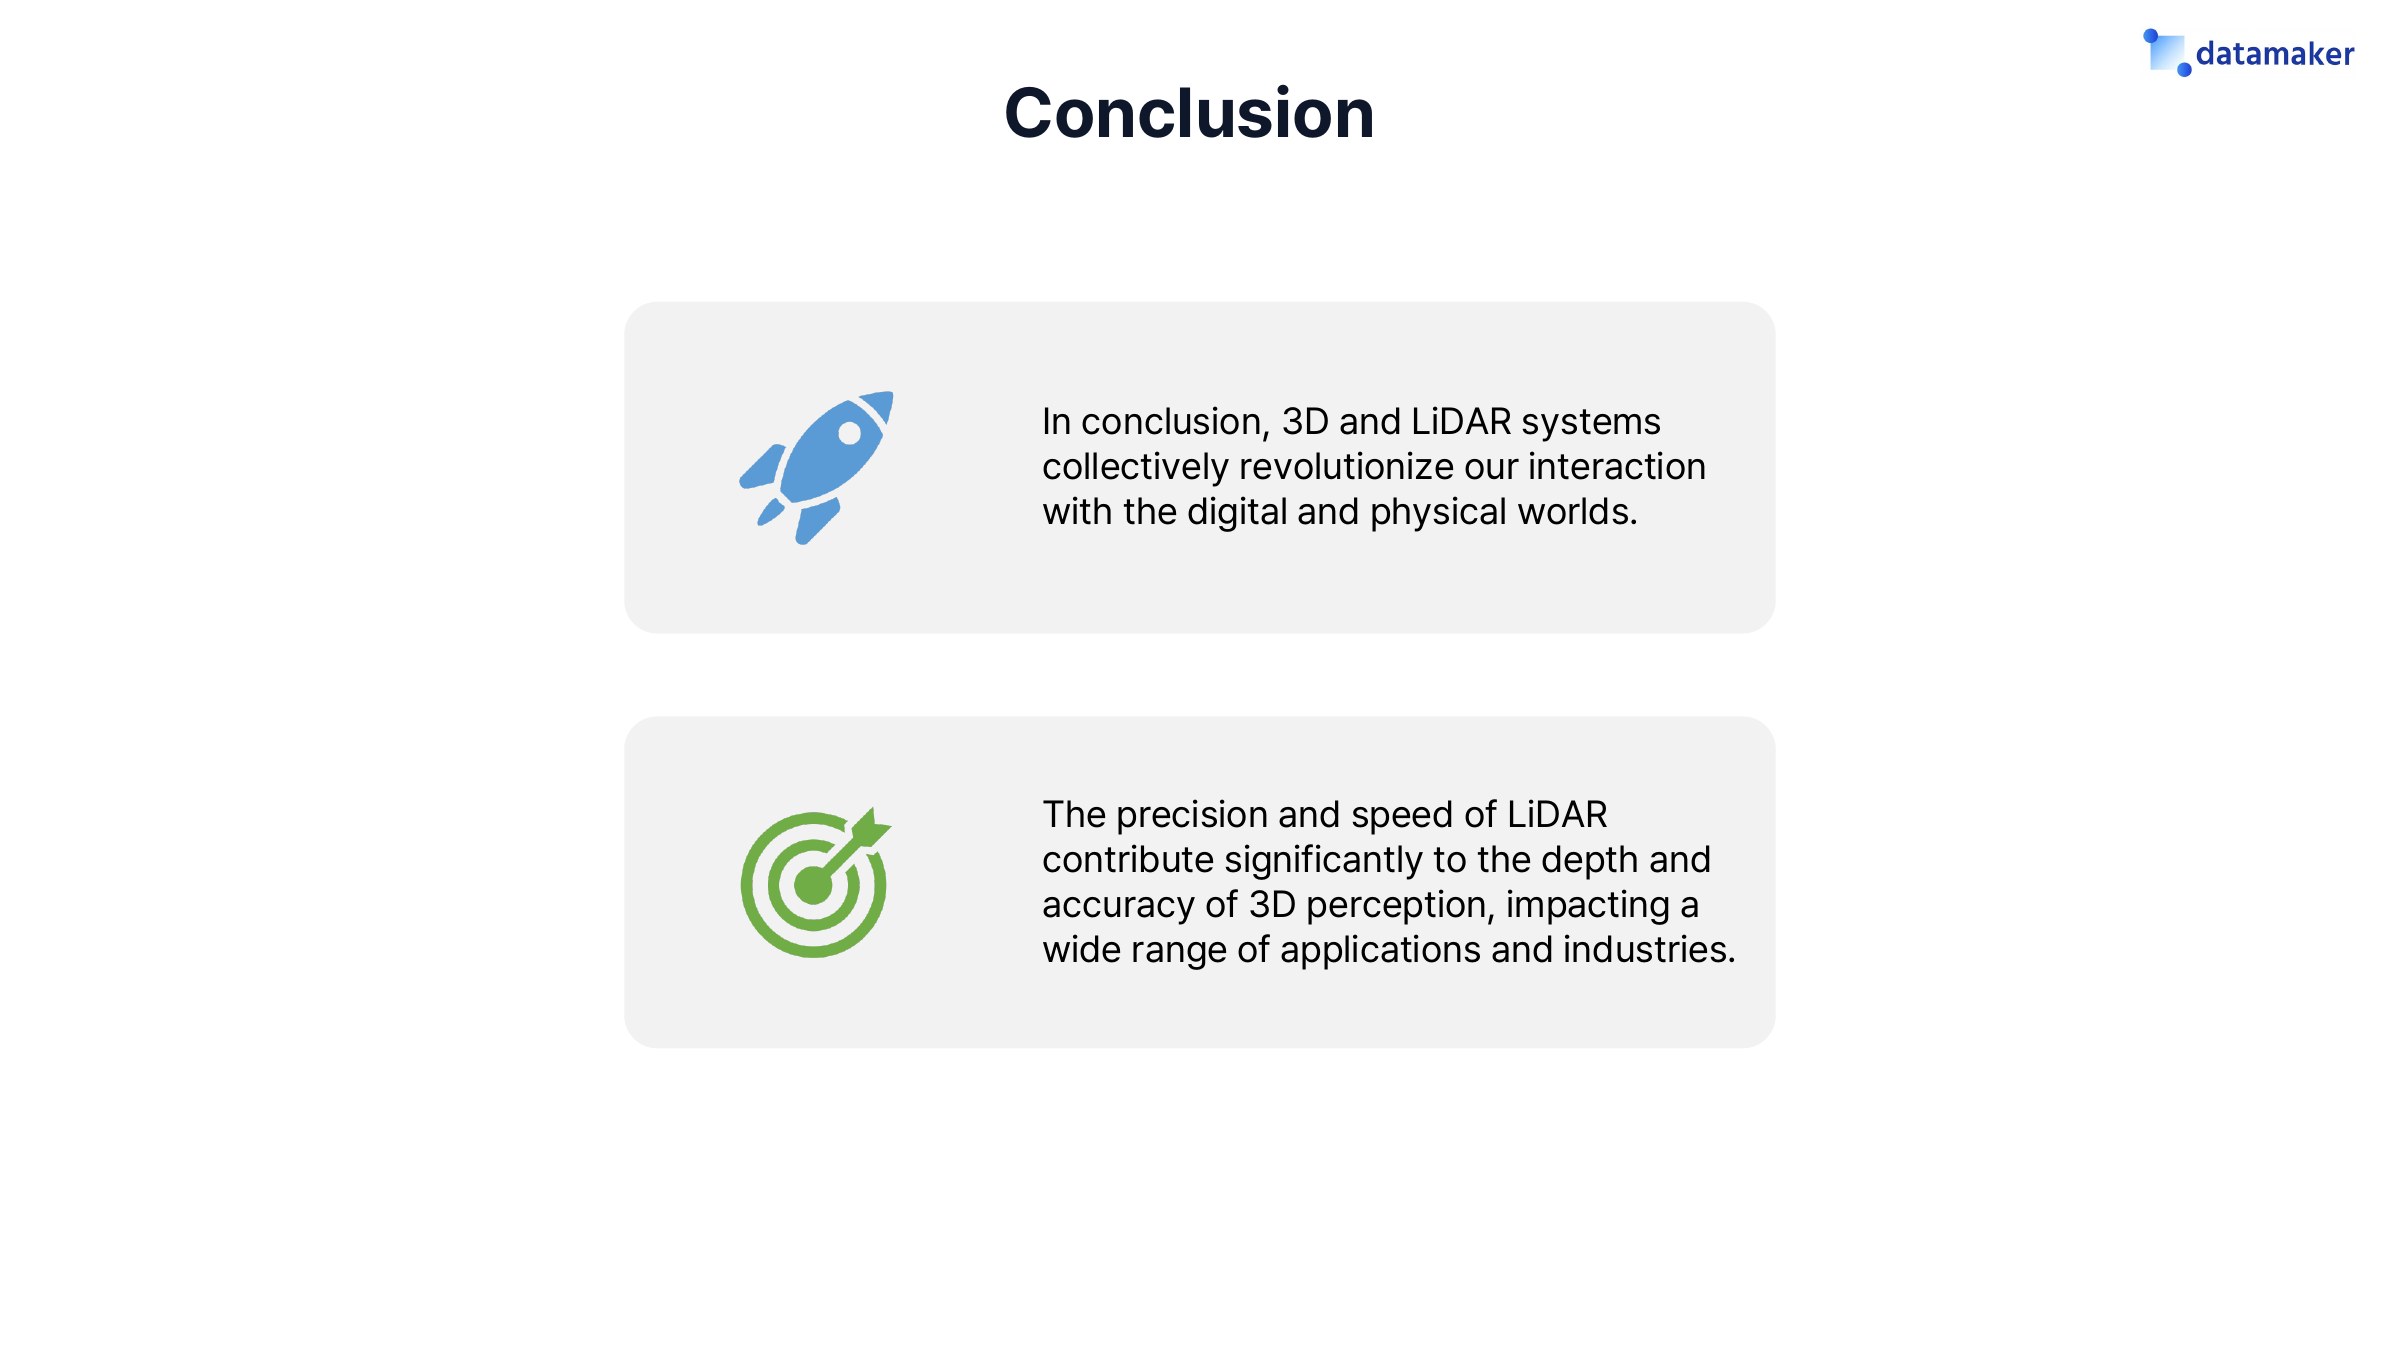 datamaker
Conclusion
In conclusion, 3D and LiDAR systems
collectively revolutionize our interaction
with the digital and physical worlds.
The precision and speed of LiDAR
contribute significantly to the depth and
accuracy of 3D perception, impacting a
wide range of applications and industries.